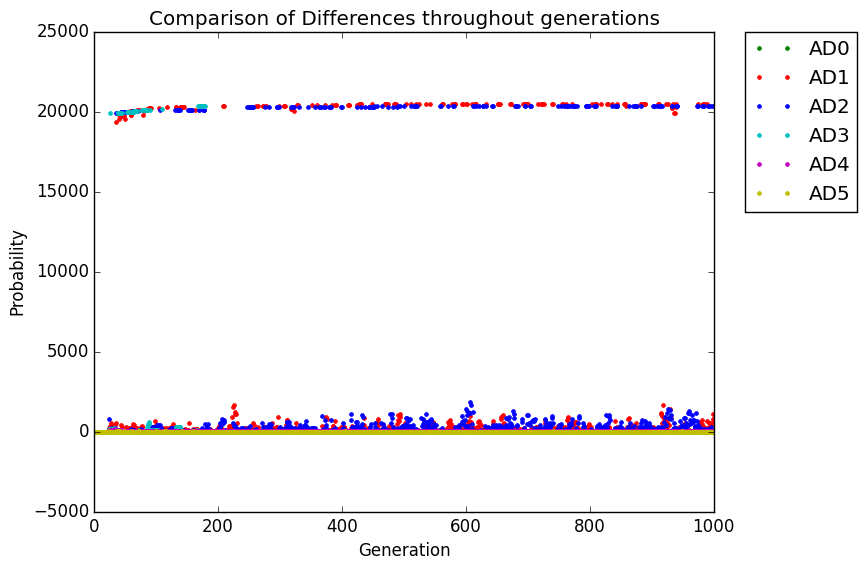 Comparison of Differences throughout generations
25000
20000
15000
10000
5000
0
−5000
0 200 400 600 800 1000
Probability
Generation
AD0
AD1
AD2
AD3
AD4
AD5